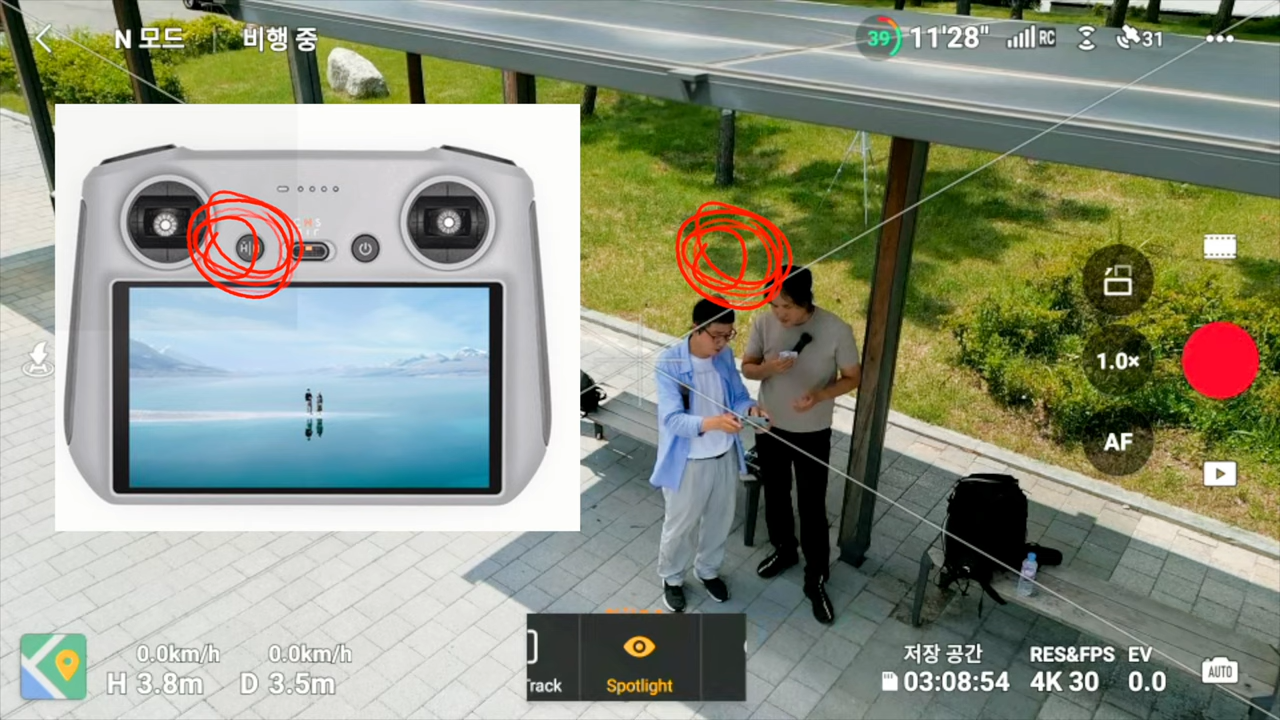 N 모드
비행 중
39
11'28"
RC
31
H
N S
1.0×
AF
Track
Spotlight
0.0km/h 0.0km/h
H 3.8m D 3.5m
저장 공간
03:08:54
RES&FPS
4K 30
EV
0.0
AUTO